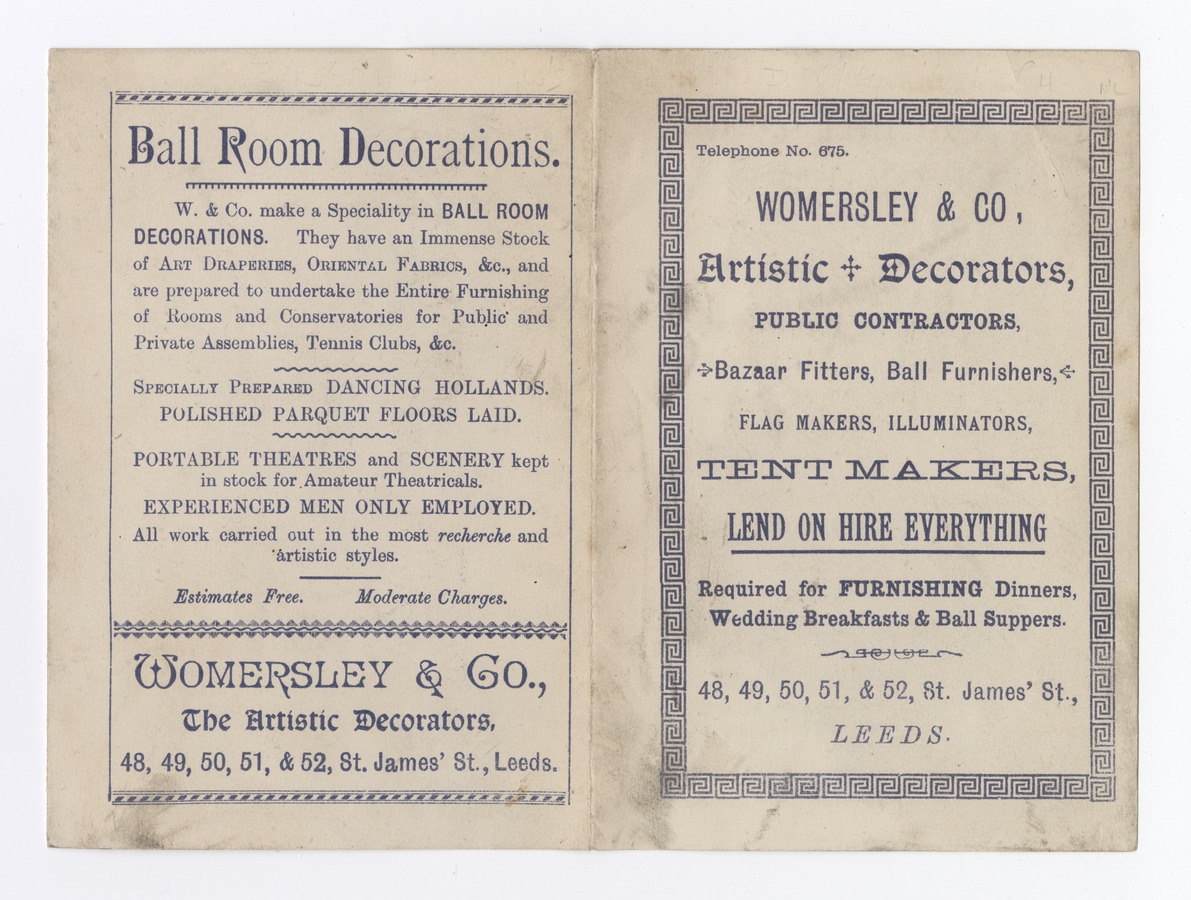 Ball Room Decorations.
W. & Co. make a Speciality in BALL ROOM
DECORATIONS. They have an Immense Stock
of ART DRAPERIES, ORIENTAL FABRICS, &c., and
are prepared to undertake the Entire Furnishing
of Rooms and Conservatories for Public and
Private Assemblies, Tennis Clubs, &c.
SPECIALLY PREPARED DANCING HOLLANDS.
POLISHED PARQUET FLOORS LAID.
PORTABLE THEATRES and SCENERY kept
in stock for Amateur Theatricals.
EXPERIENCED MEN ONLY EMPLOYED.
All work carried out in the most recherche and
artistic styles.
Estimates Free. Moderate Charges.
WOMERSLEY & CO.,
The Artistic Decorators,
48, 49, 50, 51, & 52, St. James' St., Leeds.
Telephone No. 675.
WOMERSLEY & CO,
Artistic Decorators,
PUBLIC CONTRACTORS,
Bazaar Fitters, Ball Furnishers,
FLAG MAKERS, ILLUMINATORS,
TENT MAKERS,
LEND ON HIRE EVERYTHING
Required for FURNISHING Dinners,
Wedding Breakfasts & Ball Suppers.
48, 49, 50, 51, & 52, St. James' St.,
LEEDS.